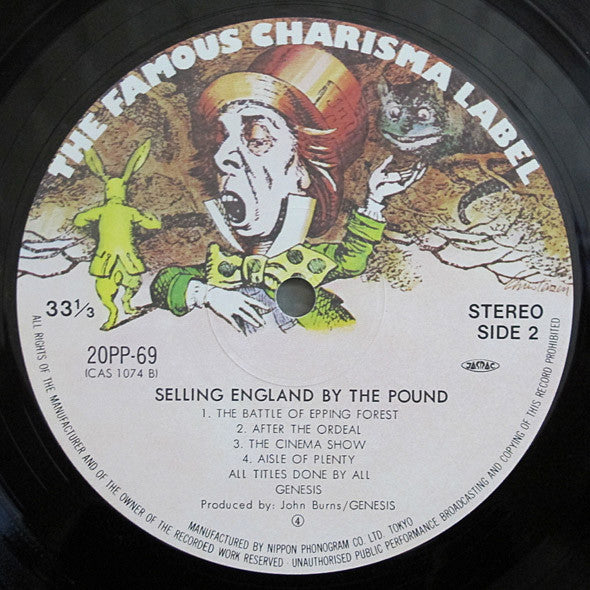 THE FAMOUS CHARISMA LABEL
33⅓
STEREO
SIDE 2
20PP-69
(CAS 1074 B)
JASRAC
SELLING ENGLAND BY THE POUND
1. THE BATTLE OF EPPING FOREST
2. AFTER THE ORDEAL
3. THE CINEMA SHOW
4. AISLE OF PLENTY
ALL TITLES DONE BY ALL
GENESIS
Produced by: John Burns/GENESIS
④
ALL RIGHTS OF THE MANUFACTURER AND OF THE OWNER OF THE RECORDED WORK RESERVED · UNAUTHORISED PUBLIC PERFORMANCE BROADCASTING AND COPYING OF THIS RECORD PROHIBITED
MANUFACTURED BY NIPPON PHONOGRAM CO. LTD. TOKYO